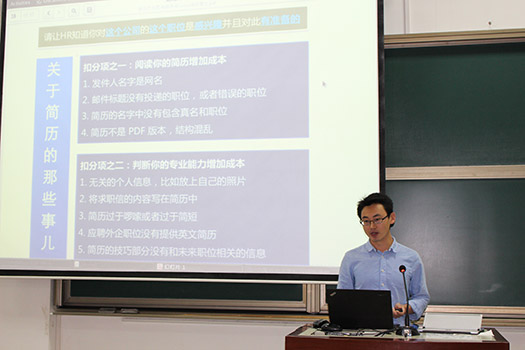 请让HR知道你对这个公司的这个职位是感兴趣并且对此有准备的
关于简历的那些事儿
扣分项之一：阅读你的简历增加成本
1. 发件人名字是网名
2. 邮件标题没有投递的职位，或者错误的职位
3. 简历的名字中没有包含真名和职位
4. 简历不是 PDF 版本，结构混乱
扣分项之二：判断你的专业能力增加成本
1. 无关的个人信息，比如放上自己的照片
2. 将求职信的内容写在简历中
3. 简历过于啰嗦或者过于简短
4. 应聘外企职位没有提供英文简历
5. 简历的技巧部分没有和未来职位相关的信息